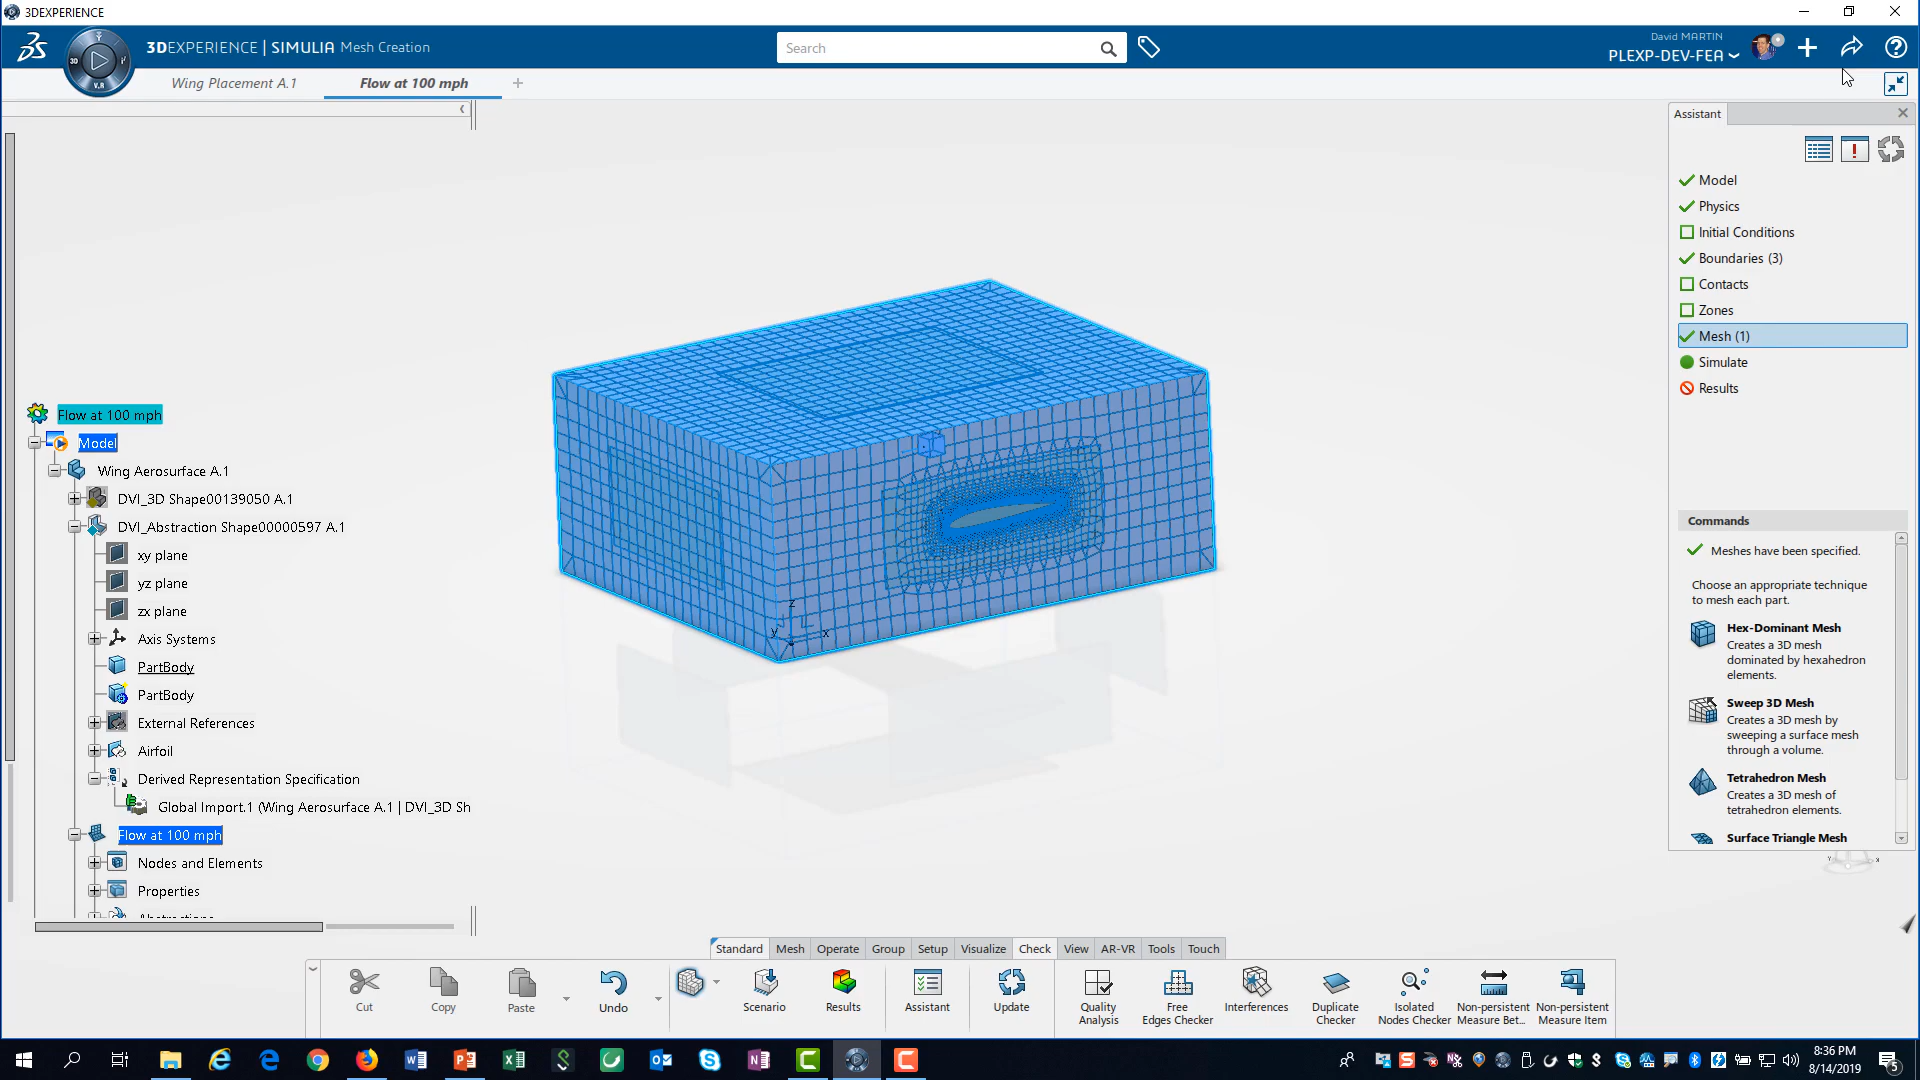 3DEXPERIENCE
3DEXPERIENCE | SIMULIA Mesh Creation
Search
David MARTIN
PLEXP-DEV-FEA
3D
V.R
Wing Placement A.1
Flow at 100 mph
Assistant
Model
Physics
Initial Conditions
Boundaries (3)
Contacts
Zones
Mesh (1)
Simulate
Results
Flow at 100 mph
Model
Wing Aerosurface A.1
DVI_3D Shape00139050 A.1
DVI_Abstraction Shape00000597 A.1
xy plane
yz plane
zx plane
Axis Systems
PartBody
PartBody
External References
Airfoil
Derived Representation Specification
Global Import.1 (Wing Aerosurface A.1 | DVI_3D Sh
Flow at 100 mph
Nodes and Elements
Properties
Abstractions
z
y
x
Commands
Meshes have been specified.
Choose an appropriate technique
to mesh each part.
Hex-Dominant Mesh
Creates a 3D mesh
dominated by hexahedron
elements.
Sweep 3D Mesh
Creates a 3D mesh by
sweeping a surface mesh
through a volume.
Tetrahedron Mesh
Creates a 3D mesh of
tetrahedron elements.
Surface Triangle Mesh
Standard
Mesh
Operate
Group
Setup
Visualize
Check
View
AR-VR
Tools
Touch
Cut
Copy
Paste
Undo
Scenario
Results
Assistant
Update
Quality
Analysis
Free
Edges Checker
Interferences
Duplicate
Checker
Isolated
Nodes Checker
Non-persistent
Measure Bet...
Non-persistent
Measure Item
8:36 PM
8/14/2019
5